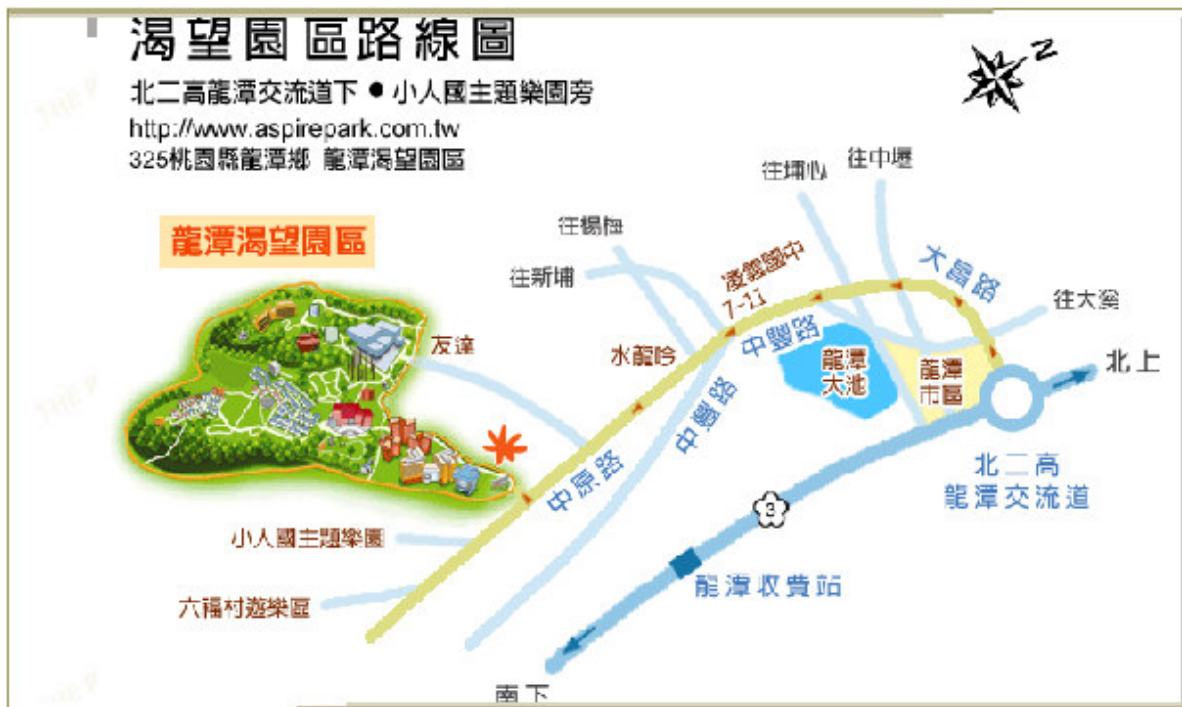 渴望園區路線圖
北二高龍潭交流道下 ● 小人國主題樂園旁
http://www.aspirepark.com.tw
325桃園縣龍潭鄉 龍潭渴望園區
Z
往中壢
往埔心
往楊梅
龍潭渴望園區
凌雲國中
7-11
大昌路
往新埔
往大溪
友達
水龍吟
中豐路
龍潭
大池
龍潭
市區
北上
中豐路
中原路
北二高
龍潭交流道
3
小人國主題樂園
龍潭收費站
六福村遊樂區
南下